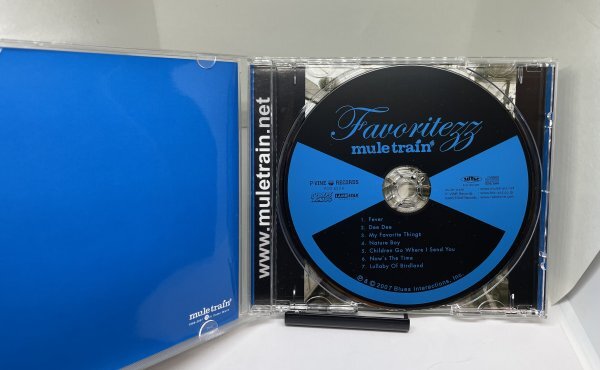 www.muletrain.net
Favoritezz
mule train
P-VINE RECORDS
1. Fever
2. Dee Dee
3. My Favorite Things
4. Nature Boy
5. Children Go Where I Send You
6. Now's The Time
7. Lullaby Of Birdland
℗ & © 2007 Blues Interactions, Inc.
mule train